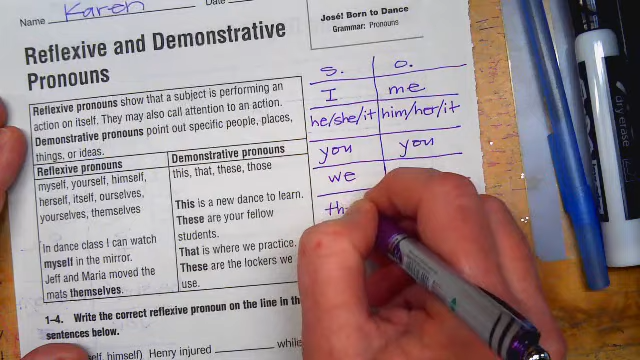 Name Karen
José! Born to Dance
Grammar: Pronouns
Reflexive and Demonstrative
Pronouns
Reflexive pronouns show that a subject is performing an
action on itself. They may also call attention to an action.
Demonstrative pronouns point out specific people, places,
things, or ideas.
Reflexive pronouns
myself, yourself, himself,
herself, itself, ourselves,
yourselves, themselves
In dance class I can watch
myself in the mirror.
Jeff and Maria moved the
mats themselves.
Demonstrative pronouns
this, that, these, those
This is a new dance to learn.
These are your fellow
students.
That is where we practice.
These are the lockers we
use.
S. O.
I me
he/she/it him/her/it
you you
we
th
1–4. Write the correct reflexive pronoun on the line in the
sentences below.
self, himself) Henry injured while
dry erase